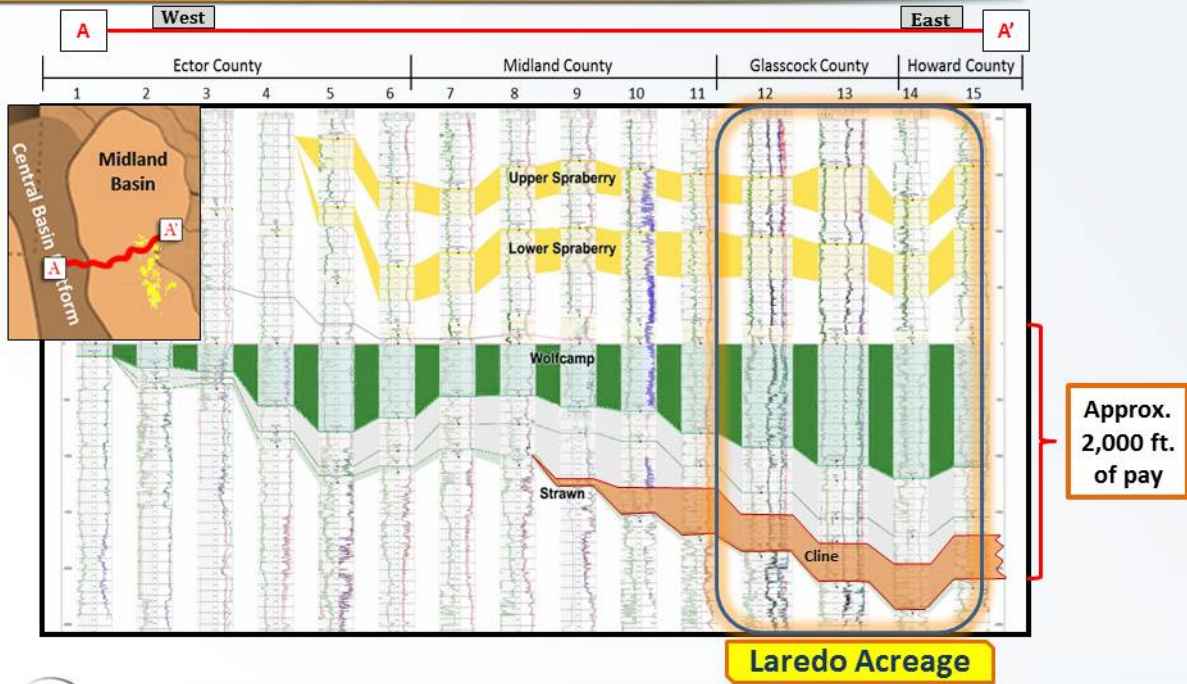 West
East
A
A'
Ector County
Midland County
Glasscock County
Howard County
1 2 3 4 5 6 7 8 9 10 11 12 13 14 15
Midland
Basin
Central Basin
tform
A'
A
Upper Spraberry
Lower Spraberry
Wolfcamp
Strawn
Cline
Approx.
2,000 ft.
of pay
Laredo Acreage